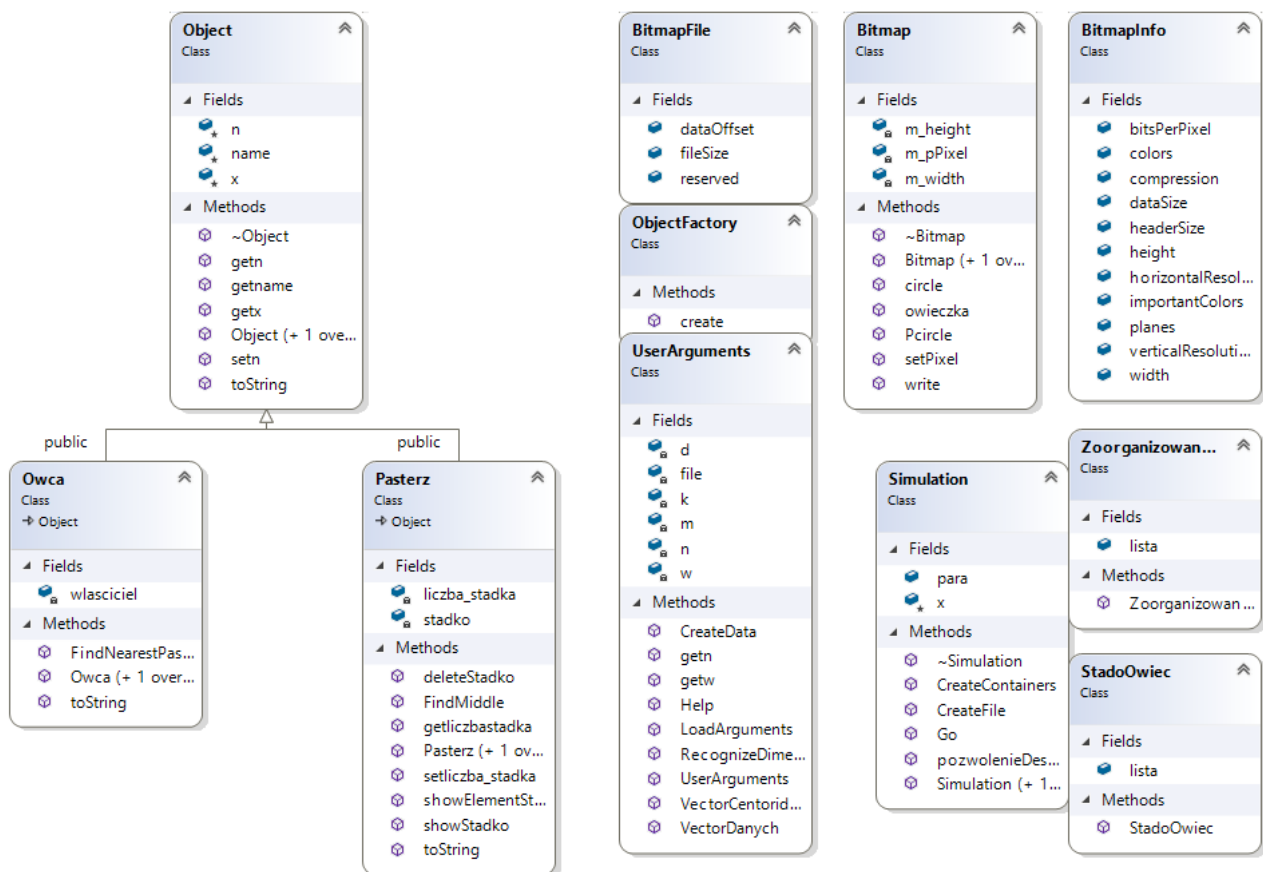 Object
Class
Fields
n
name
x
Methods
~Object
getn
getname
getx
Object (+ 1 ove...
setn
toString
public
public
Owca
Class
Object
Fields
wlasciciel
Methods
FindNearestPas...
Owca (+ 1 over...
toString
Pasterz
Class
Object
Fields
liczba_stadka
stadko
Methods
deleteStadko
FindMiddle
getliczbastadka
Pasterz (+ 1 ov...
setliczba_stadka
showElementSt...
showStadko
toString
BitmapFile
Class
Fields
dataOffset
fileSize
reserved
ObjectFactory
Class
Methods
create
UserArguments
Class
Fields
d
file
k
m
n
w
Methods
CreateData
getn
getw
Help
LoadArguments
RecognizeDime...
UserArguments
VectorCentorid...
VectorDanych
Bitmap
Class
Fields
m_height
m_pPixel
m_width
Methods
~Bitmap
Bitmap (+ 1 ov...
circle
owieczka
Pcircle
setPixel
write
BitmapInfo
Class
Fields
bitsPerPixel
colors
compression
dataSize
headerSize
height
horizontalResol...
importantColors
planes
verticalResoluti...
width
Simulation
Class
Fields
para
x
Methods
~Simulation
CreateContainers
CreateFile
Go
pozwolenieDes...
Simulation (+ 1...
Zoorganizowan...
Class
Fields
lista
Methods
Zoorganizowan...
StadoOwiec
Class
Fields
lista
Methods
StadoOwiec